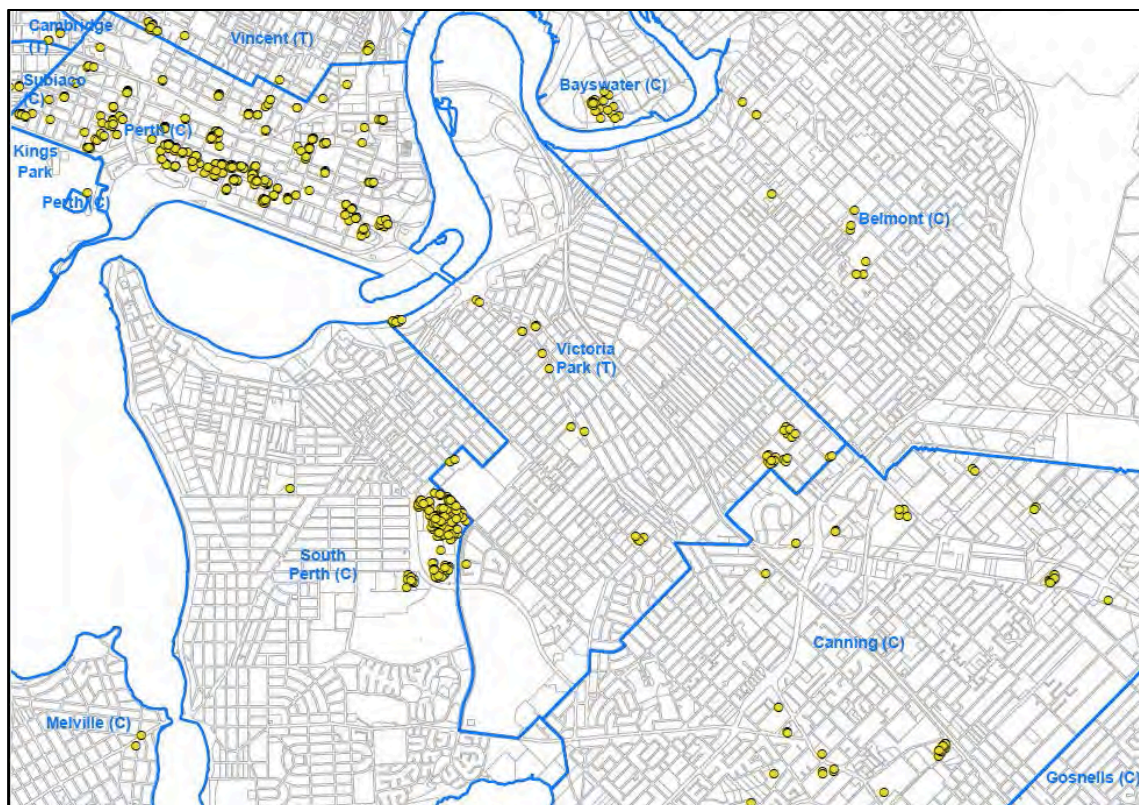 Cambridge
(T)
Vincent (T)
Subiaco
(C)
Bayswater (C)
Perth (C)
Kings
Park
Perth (C)
Belmont (C)
Victoria
Park (T)
South
Perth (C)
Canning (C)
Melville (C)
Gosnells (C)